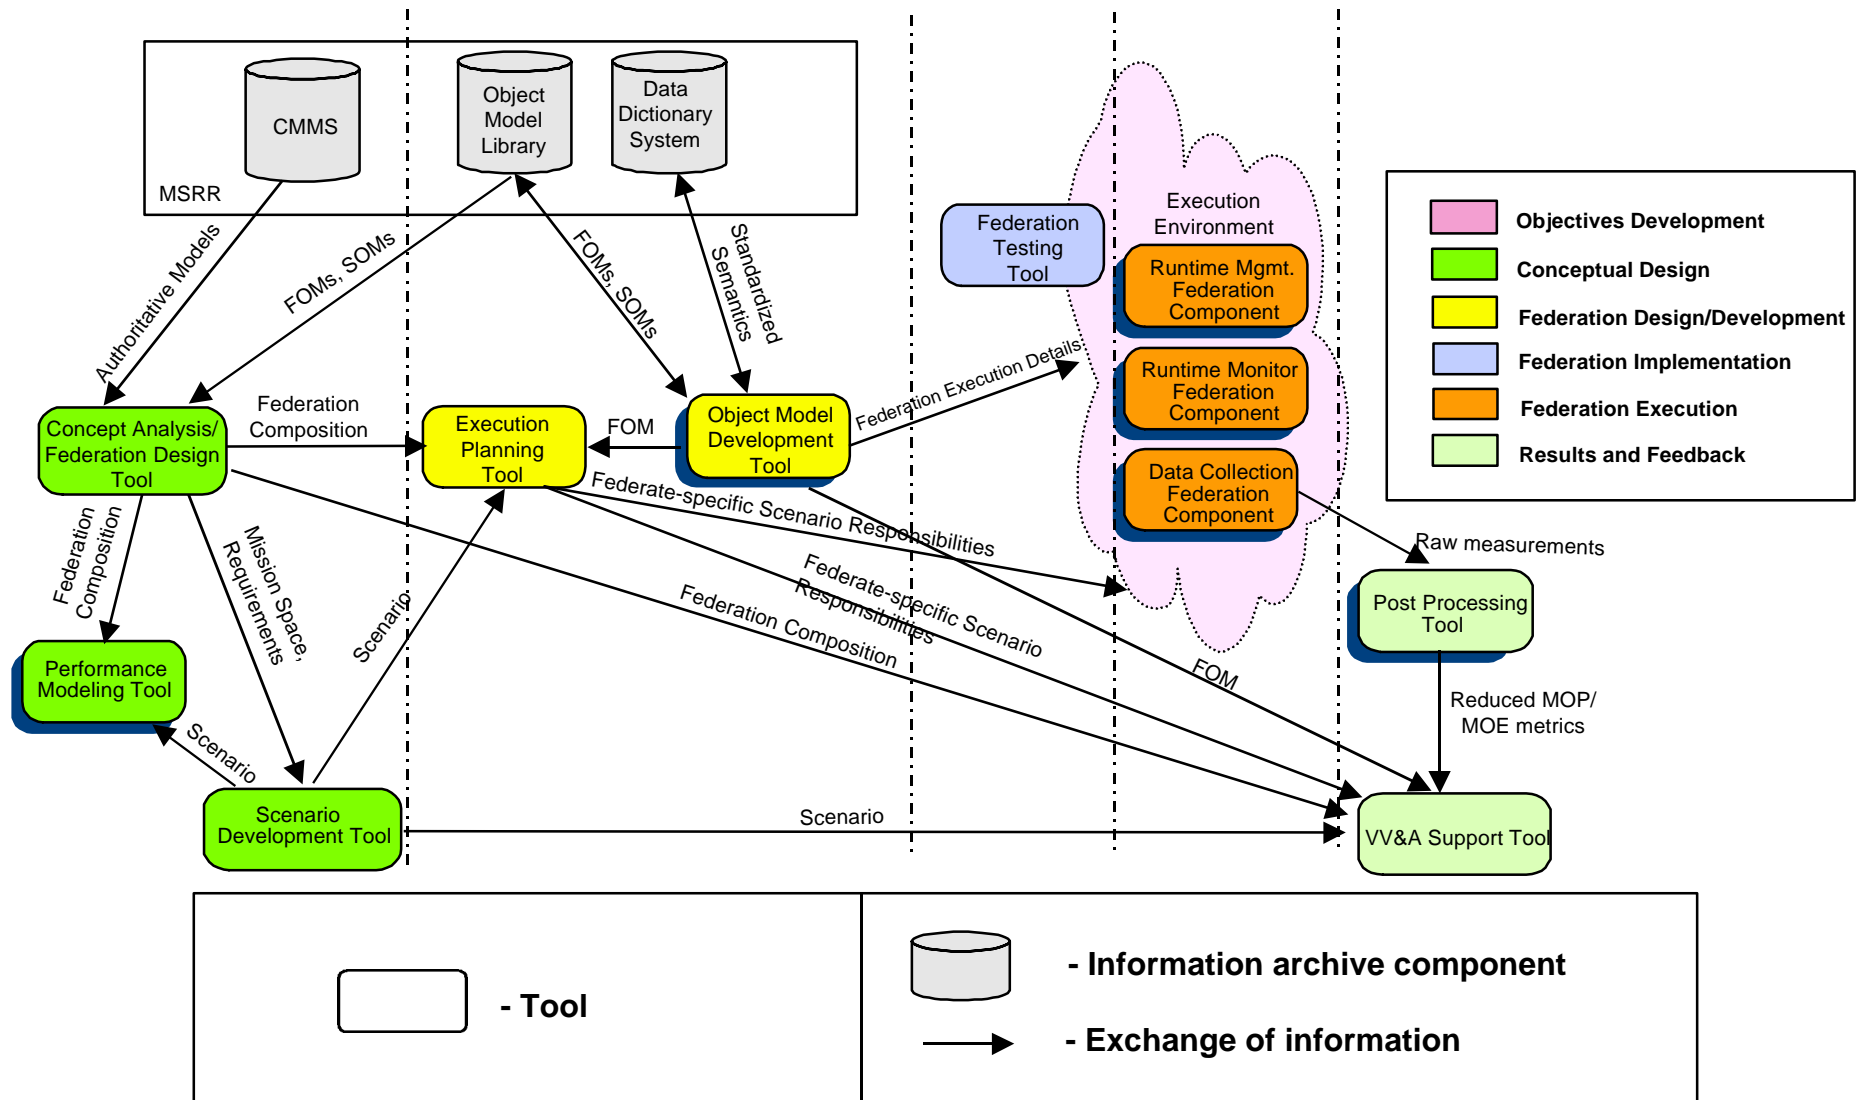 CMMS
Object
Model
Library
Data
Dictionary
System
MSRR
Authoritative Models
FOMs, SOMs
FOMs, SOMs
Standardized
Semantics
Federation
Testing
Tool
Execution
Environment
Runtime Mgmt.
Federation
Component
Runtime Monitor
Federation
Component
Data Collection
Federation
Component
Objectives Development
Conceptual Design
Federation Design/Development
Federation Implementation
Federation Execution
Results and Feedback
Concept Analysis/
Federation Design
Tool
Federation
Composition
Execution
Planning
Tool
FOM
Object Model
Development
Tool
Federation Execution Details
Federate-specific Scenario Responsibilities
Federate-specific Scenario
Responsibilities
Federation Composition
FOM
Raw measurements
Post Processing
Tool
Reduced MOP/
MOE metrics
Federation
Composition
Mission Space,
Requirements
Scenario
Performance
Modeling Tool
Scenario
Scenario
Development Tool
Scenario
VV&A Support Tool
- Tool
- Information archive component
- Exchange of information